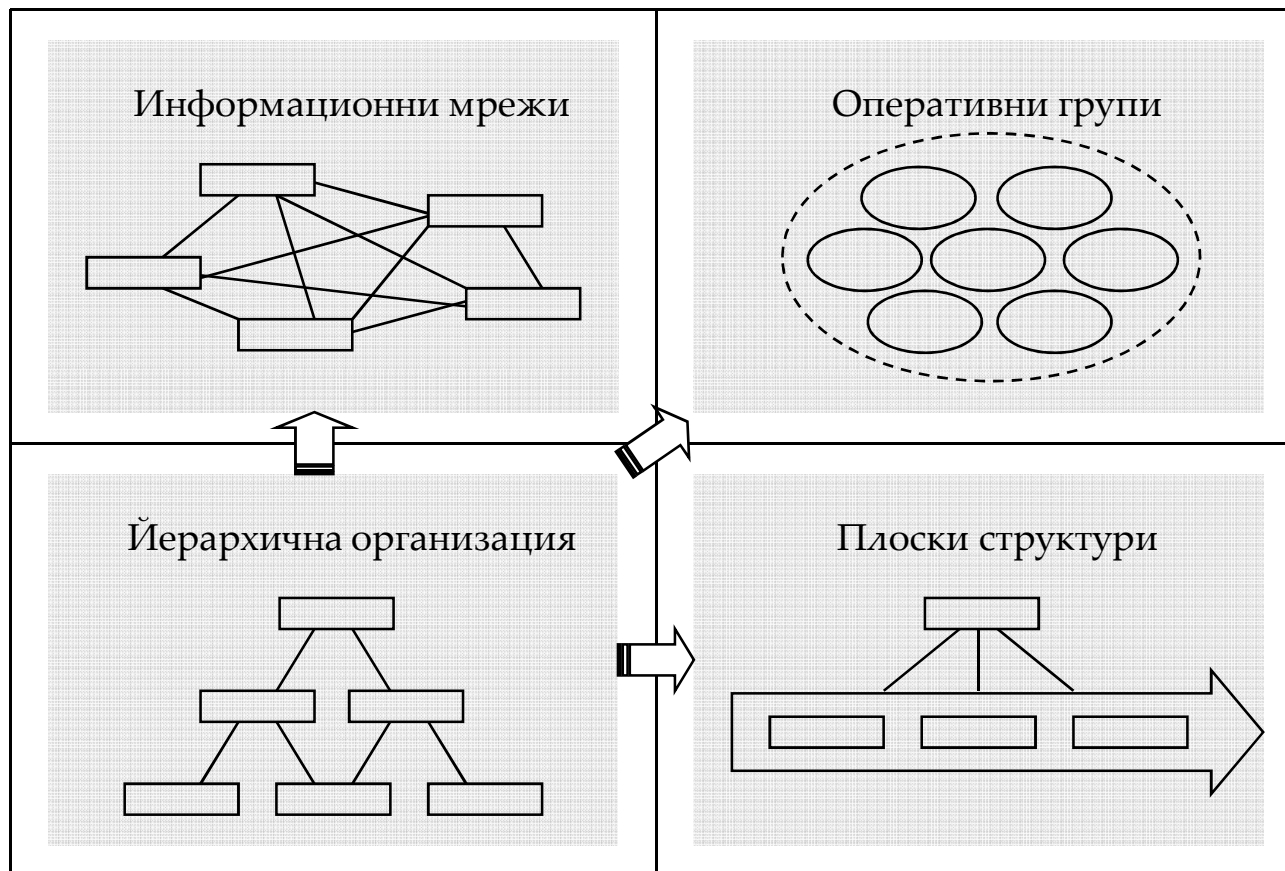 Информационни мрежи
Оперативни групи
Йерархична организация
Плоски структури